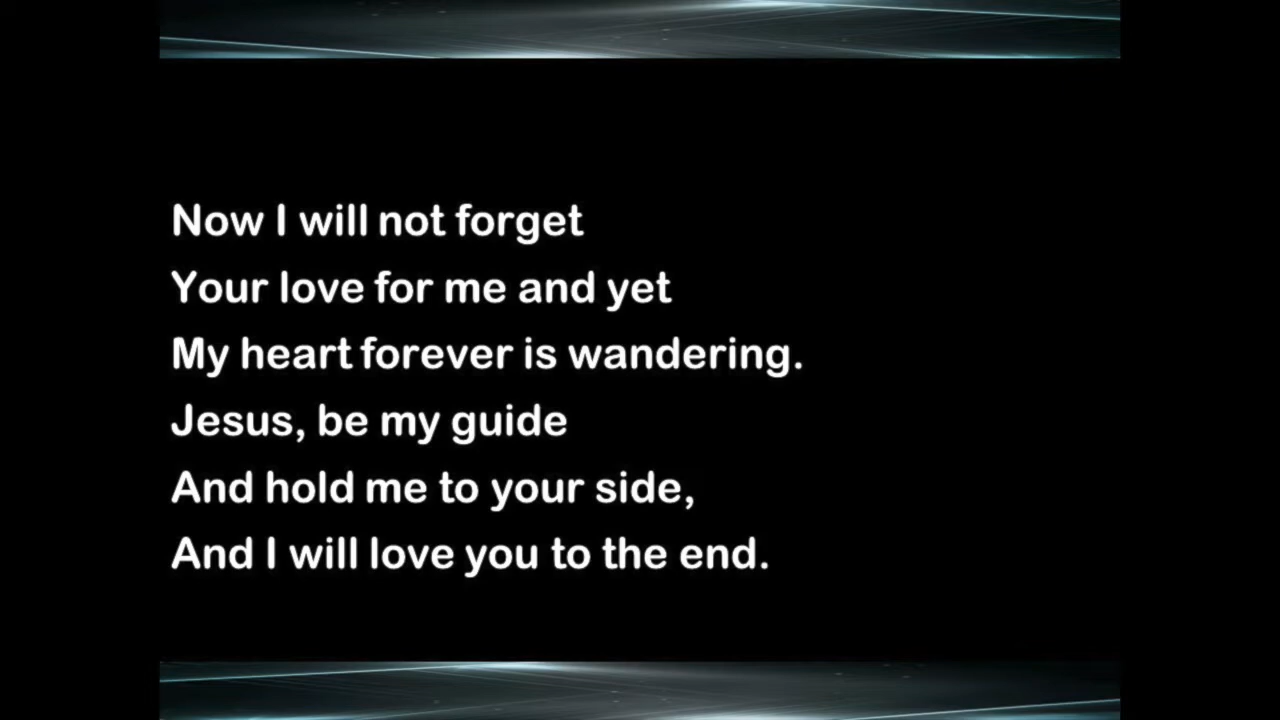 Now I will not forget
Your love for me and yet
My heart forever is wandering.
Jesus, be my guide
And hold me to your side,
And I will love you to the end.